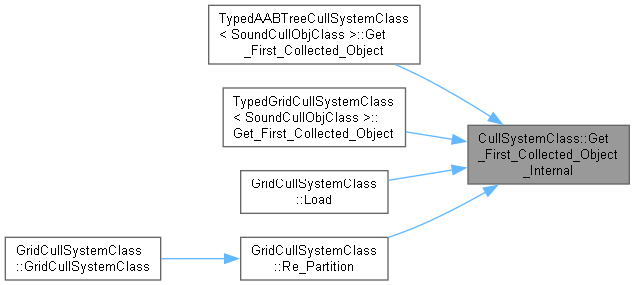 TypedAABTreeCullSystemClass
< SoundCullObjClass >::Get
_First_Collected_Object
TypedGridCullSystemClass
< SoundCullObjClass >::
Get_First_Collected_Object
CullSystemClass::Get
_First_Collected_Object
_Internal
GridCullSystemClass
::Load
GridCullSystemClass
::GridCullSystemClass
GridCullSystemClass
::Re_Partition